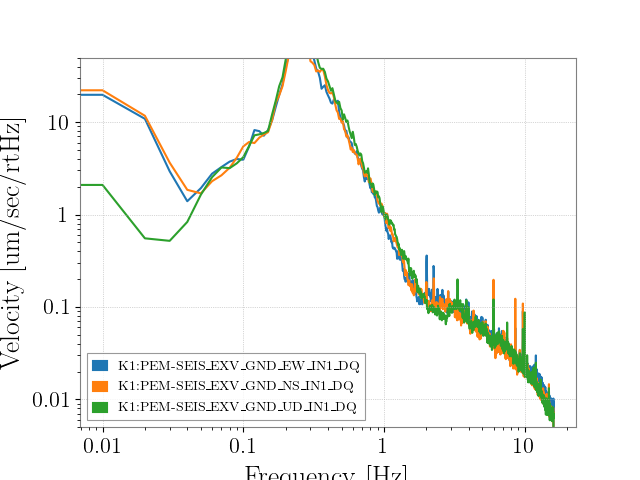 Velocity [um/sec/rtHz]
10
1
0.1
0.01
K1:PEM-SEIS_EXV_GND_EW_IN1_DQ
K1:PEM-SEIS_EXV_GND_NS_IN1_DQ
K1:PEM-SEIS_EXV_GND_UD_IN1_DQ
0.01 0.1 1 10
Frequency [Hz]